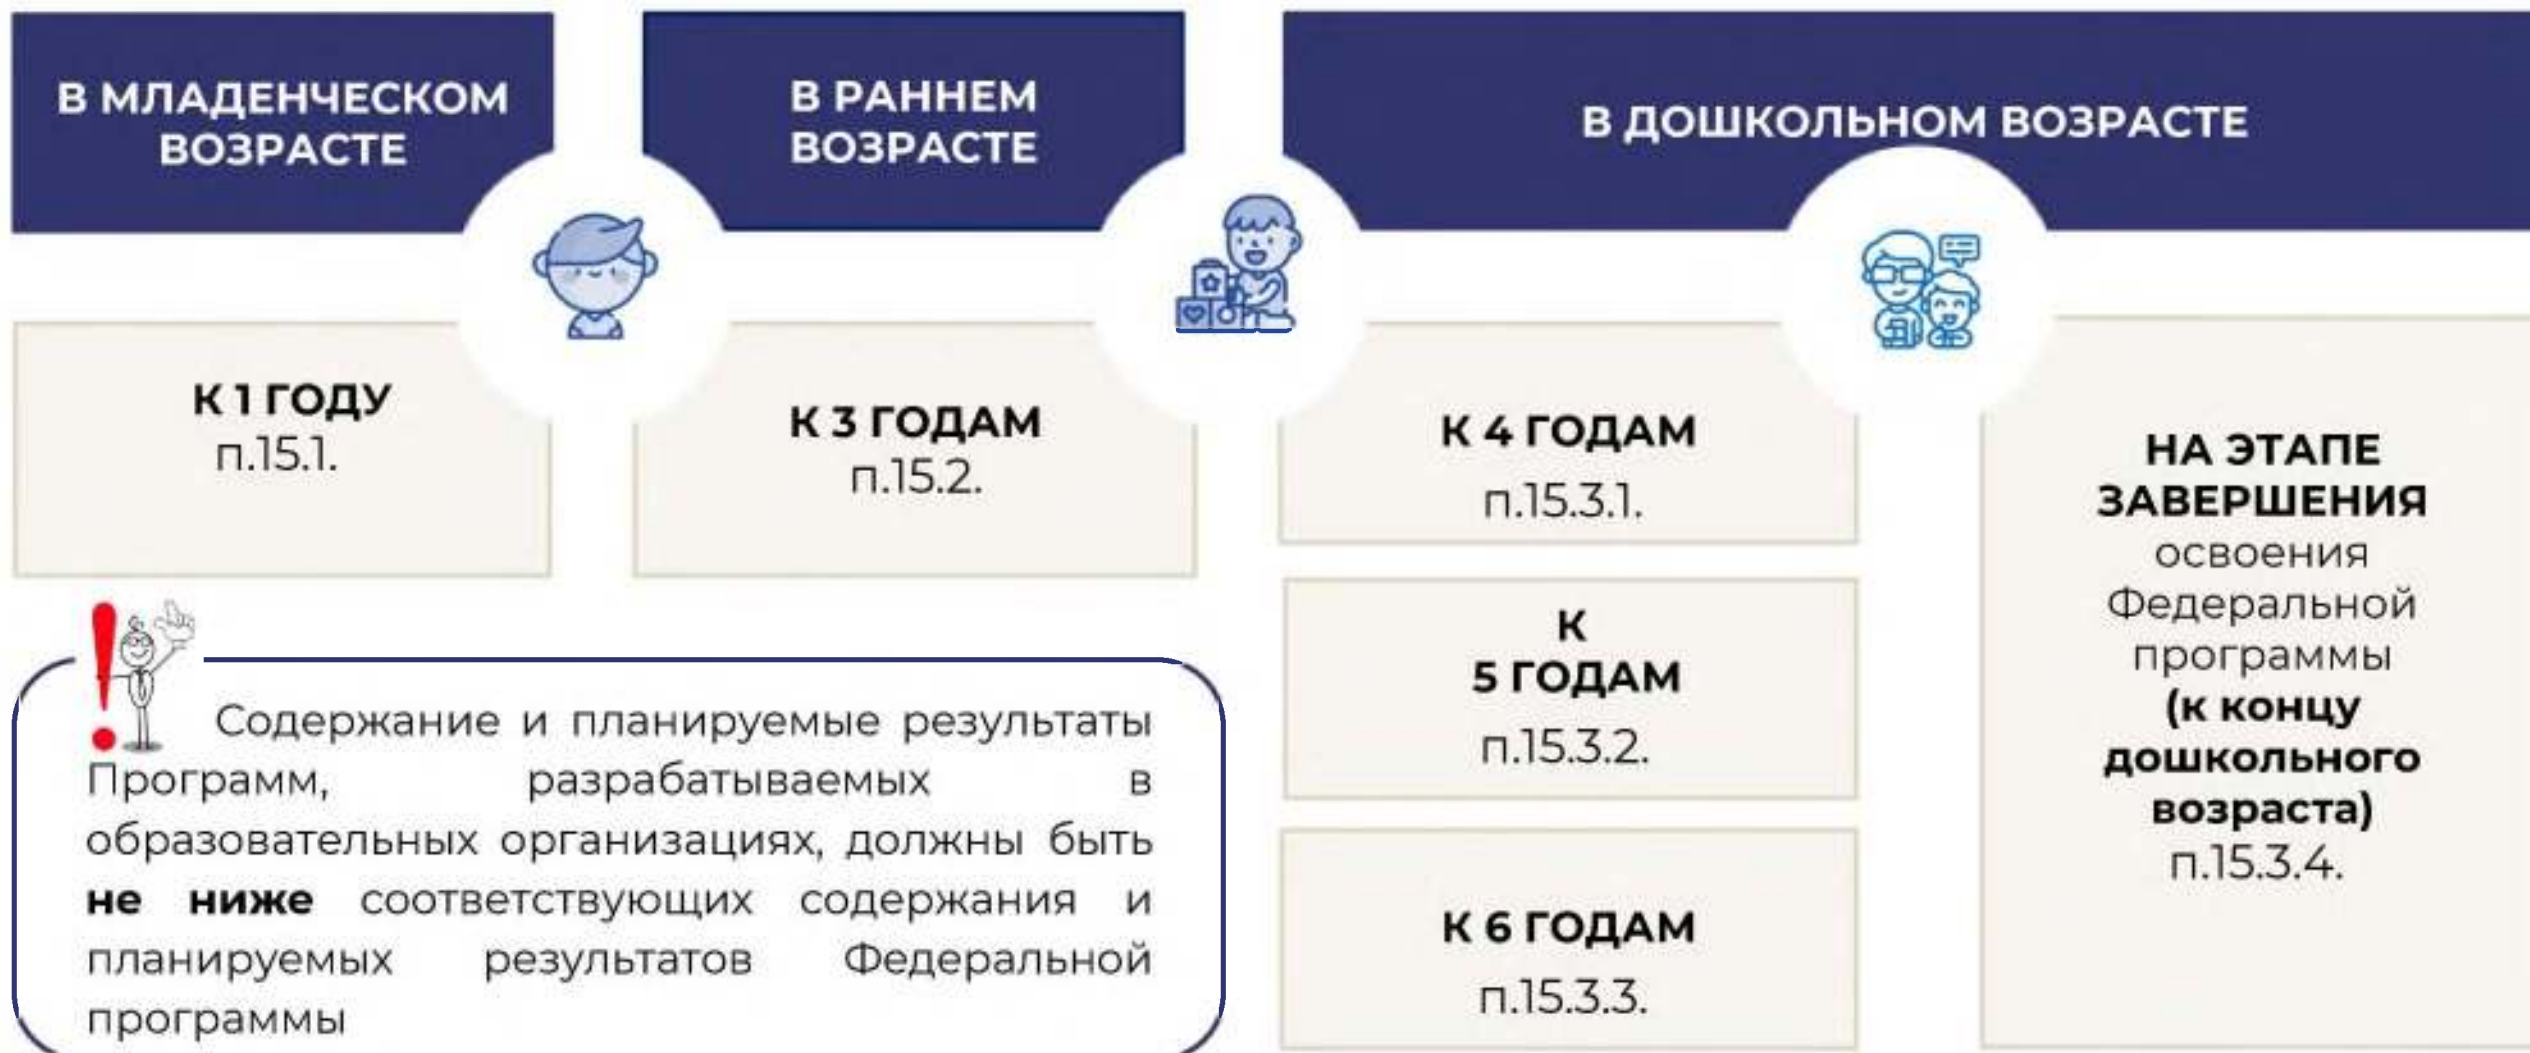 В МЛАДЕНЧЕСКОМ
ВОЗРАСТЕ
В РАННЕМ
ВОЗРАСТЕ
В ДОШКОЛЬНОМ ВОЗРАСТЕ
К 1 ГОДУ
п.15.1.
К 3 ГОДАМ
п.15.2.
К 4 ГОДАМ
п.15.3.1.
К
5 ГОДАМ
п.15.3.2.
К 6 ГОДАМ
п.15.3.3.
НА ЭТАПЕ
ЗАВЕРШЕНИЯ
освоения
Федеральной
программы
(к концу
дошкольного
возраста)
п.15.3.4.
Содержание и планируемые результаты
Программ, разрабатываемых в
образовательных организациях, должны быть
не ниже соответствующих содержания и
планируемых результатов Федеральной
программы